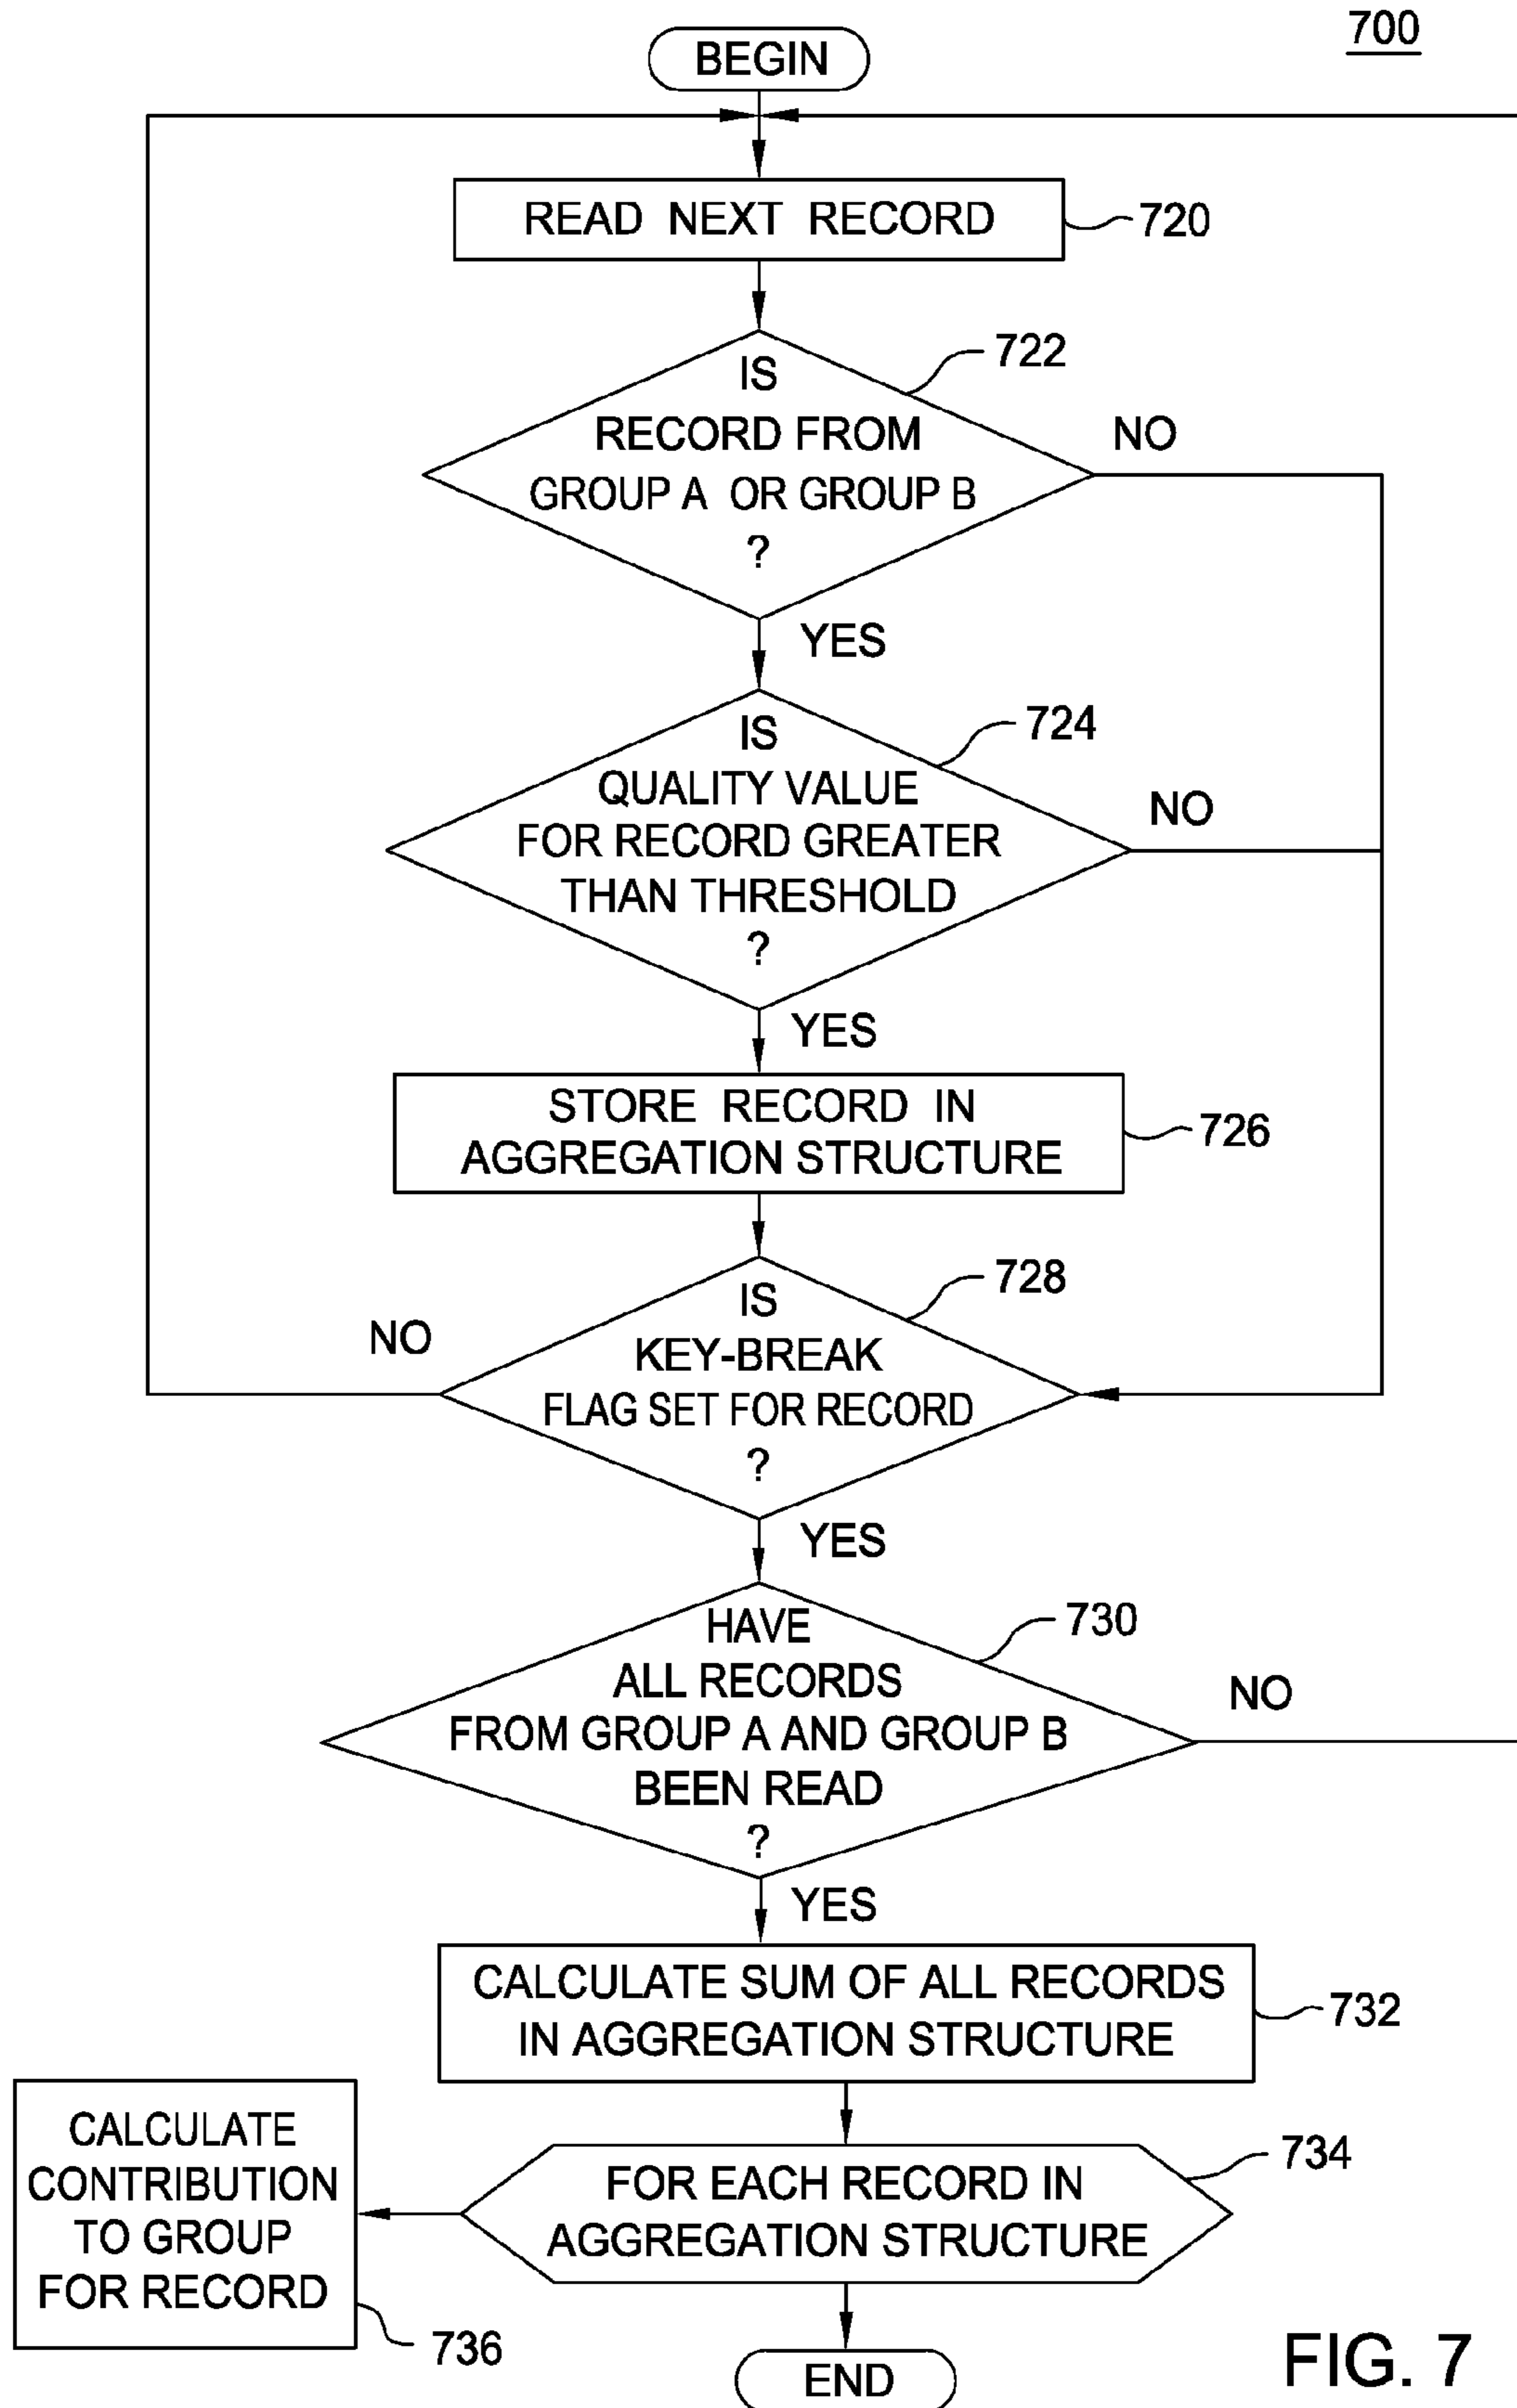 700
BEGIN
READ NEXT RECORD
720
IS
722
RECORD FROM
NO
GROUP A OR GROUP B
?
YES
IS
724
QUALITY VALUE
NO
FOR RECORD GREATER
THAN THRESHOLD
?
YES
STORE RECORD IN
AGGREGATION STRUCTURE
726
IS
728
NO
KEY-BREAK
FLAG SET FOR RECORD
?
YES
HAVE
730
ALL RECORDS
NO
FROM GROUP A AND GROUP B
BEEN READ
?
YES
CALCULATE SUM OF ALL RECORDS
IN AGGREGATION STRUCTURE
732
FOR EACH RECORD IN
AGGREGATION STRUCTURE
734
CALCULATE
CONTRIBUTION
TO GROUP
FOR RECORD
736
END
FIG. 7